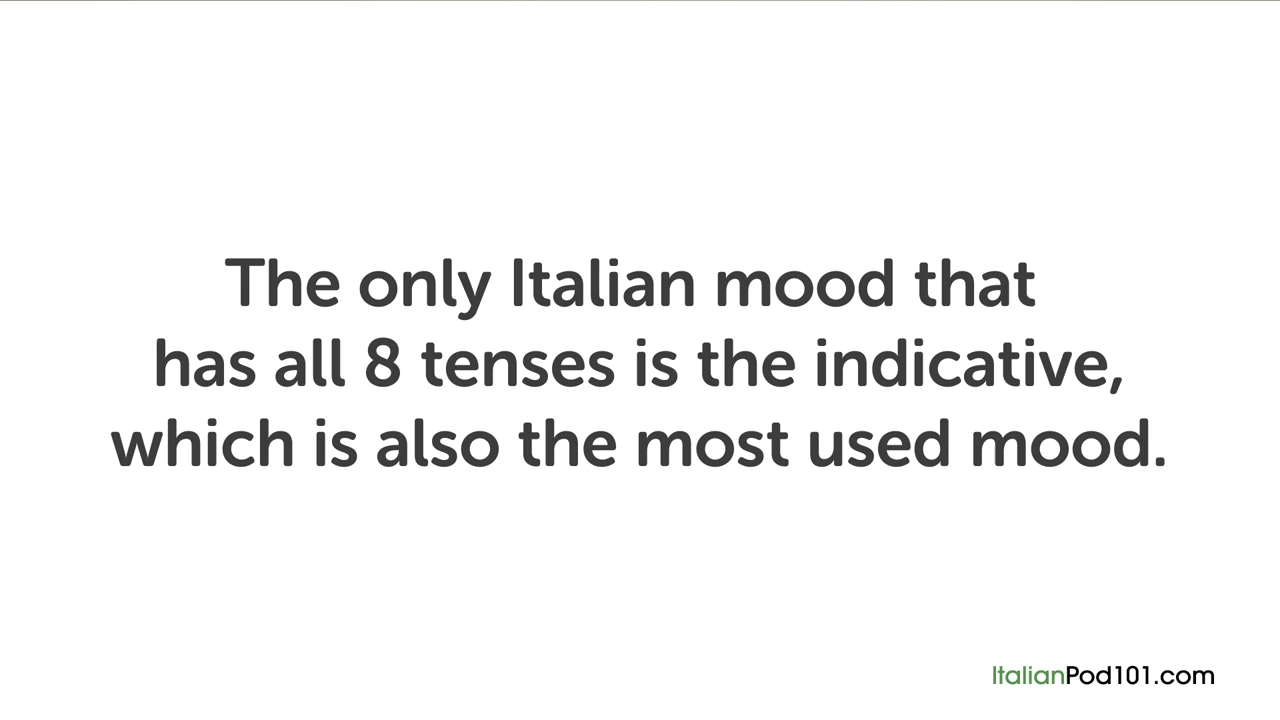 The only Italian mood that
has all 8 tenses is the indicative,
which is also the most used mood.
ItalianPod101.com